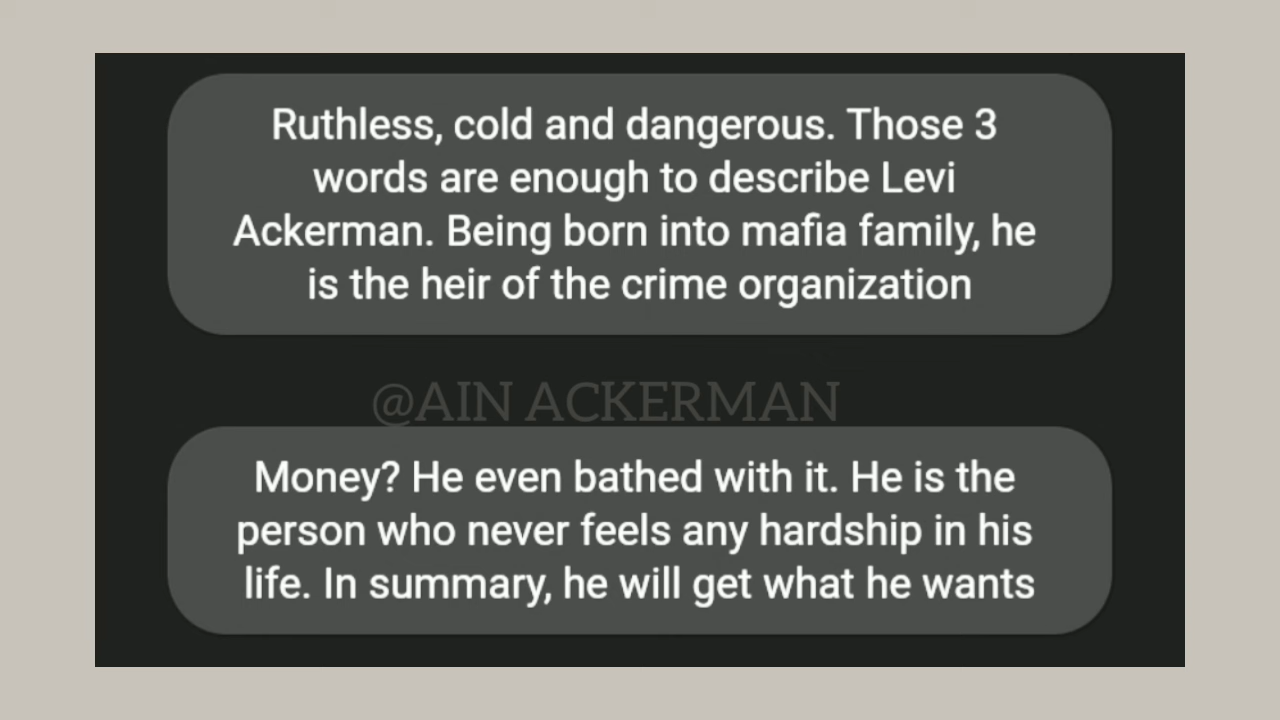 Ruthless, cold and dangerous. Those 3
words are enough to describe Levi
Ackerman. Being born into mafia family, he
is the heir of the crime organization
@AIN ACKERMAN
Money? He even bathed with it. He is the
person who never feels any hardship in his
life. In summary, he will get what he wants